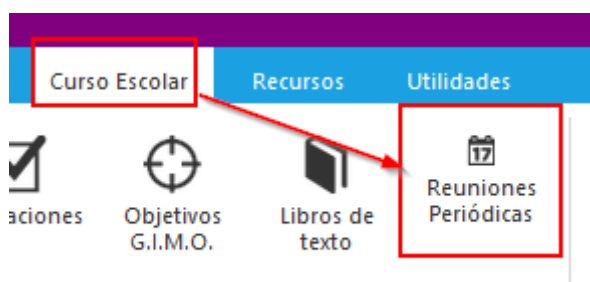 Curso Escolar
Recursos
Utilidades
aciones
Objetivos
G.I.M.O.
Libros de
texto
17
Reuniones
Periódicas